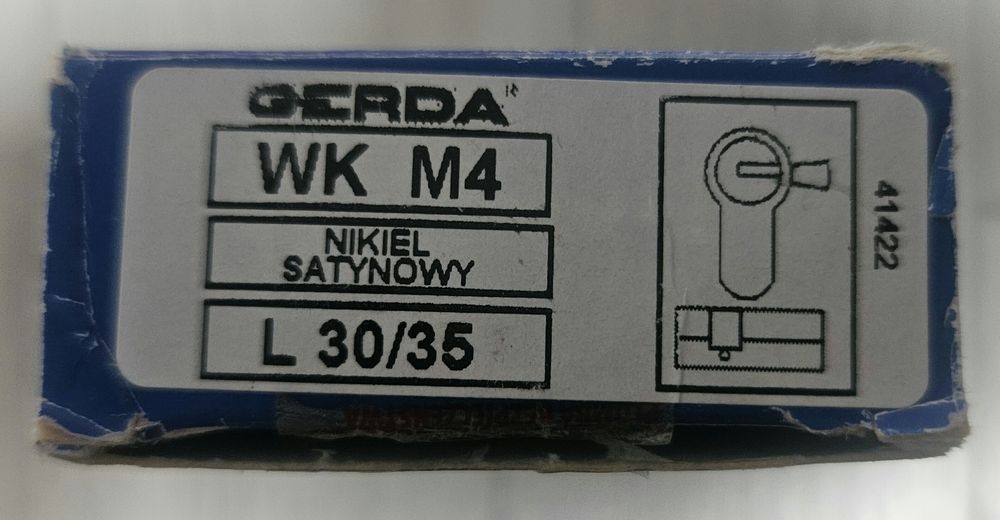 GERDA®
WK M4
NIKIEL
SATYNOWY
L 30/35
41422